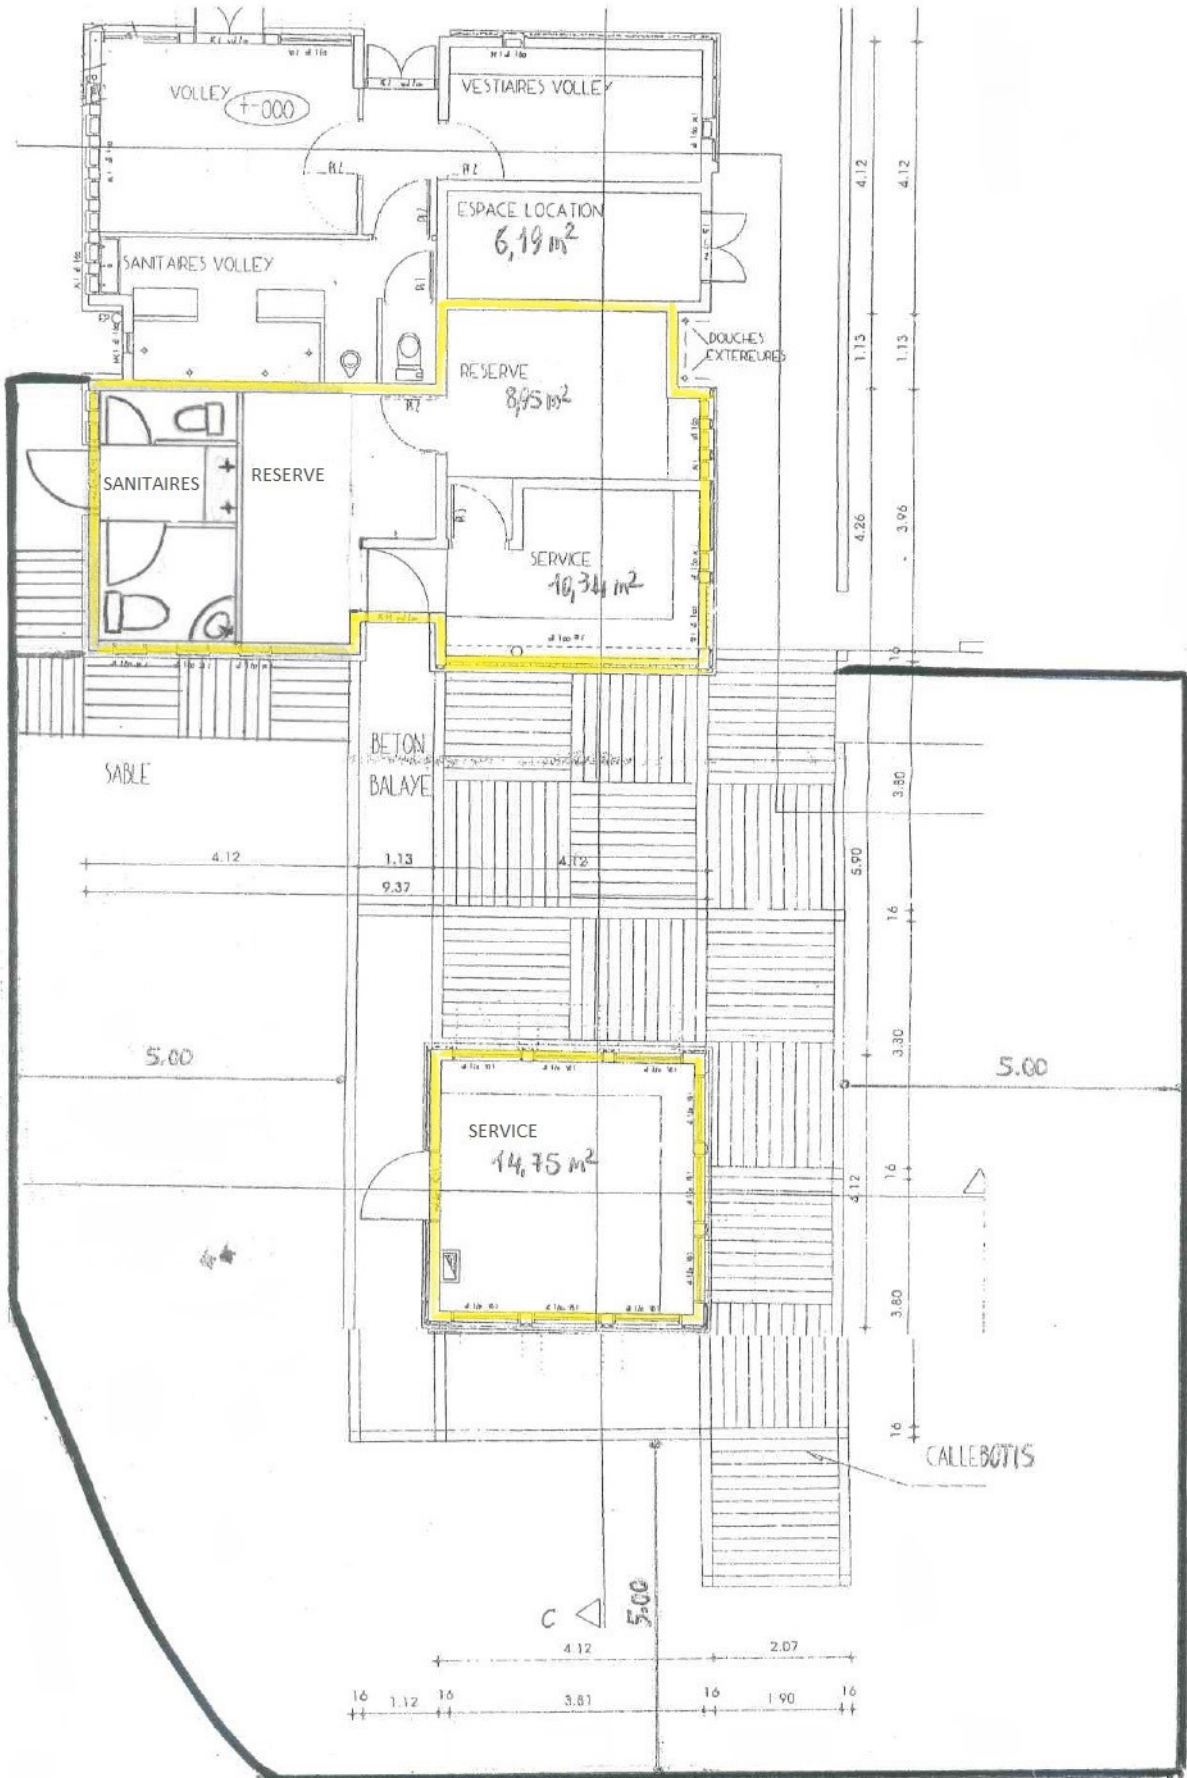 VOLLEY
+-000
VESTIAIRES VOLLEY
ESPACE LOCATION
6,19 m²
SANITAIRES VOLLEY
DOUCHES
EXTEREURES
RESERVE
8,95 m²
SANITAIRES
RESERVE
SERVICE
10,34 m²
4.12
4.12
1.13
1.13
4.26
3.96
BETON
BALAYE
SABLE
3.80
5.90
4.12
1.13
4.12
9.37
16
5.00
3.30
5.00
SERVICE
14,75 m²
16
4.12
3.80
16
CALLEBOTIS
C
5.00
4.12
2.07
16
1.12
16
3.81
16
1 90
16